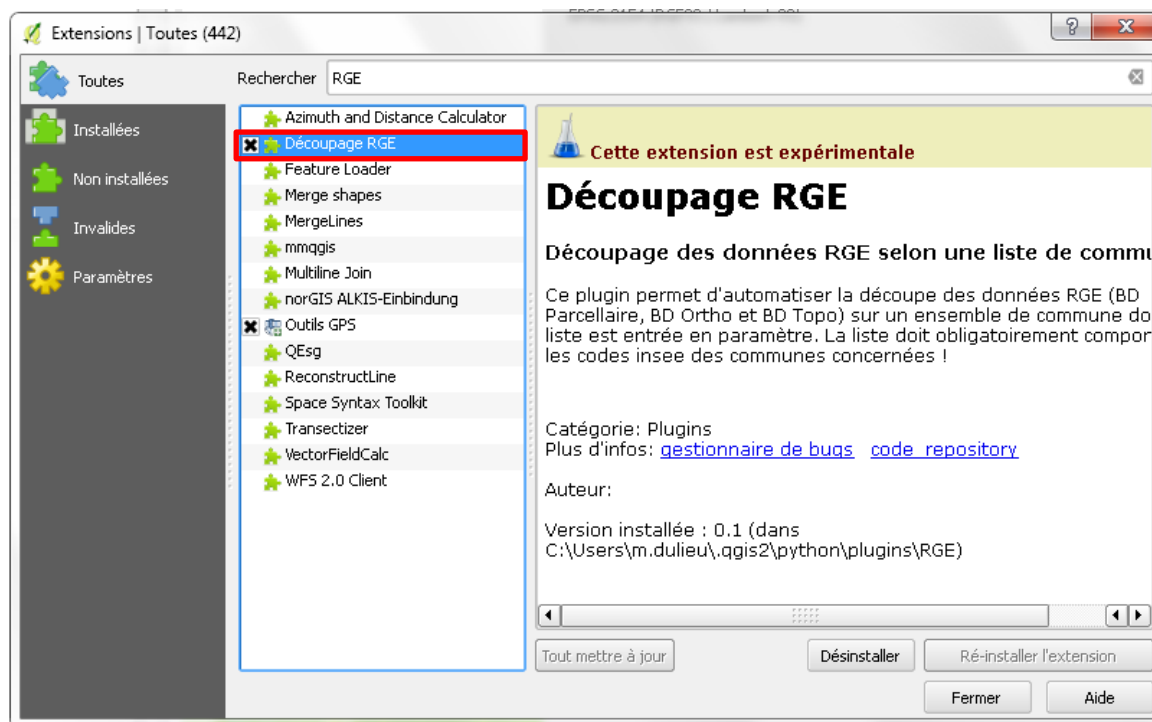 Extensions | Toutes (442)
Toutes
Installées
Non installées
Invalides
Paramètres
Rechercher RGE
Azimuth and Distance Calculator
Découpage RGE
Feature Loader
Merge shapes
MergeLines
mmqgis
Multiline Join
norGIS ALKIS-Einbindung
Outils GPS
QEsg
ReconstructLine
Space Syntax Toolkit
Transectizer
VectorFieldCalc
WFS 2.0 Client
Cette extension est expérimentale
Découpage RGE
Découpage des données RGE selon une liste de commu
Ce plugin permet d'automatiser la découpe des données RGE (BD
Parcellaire, BD Ortho et BD Topo) sur un ensemble de commune do
liste est entrée en paramètre. La liste doit obligatoirement compor
les codes insee des communes concernées !
Catégorie: Plugins
Plus d'infos: gestionnaire de bugs code repository
Auteur:
Version installée : 0.1 (dans
C:\Users\m.dulieu\.qgis2\python\plugins\RGE)
Tout mettre à jour
Désinstaller
Ré-installer l'extension
Fermer
Aide